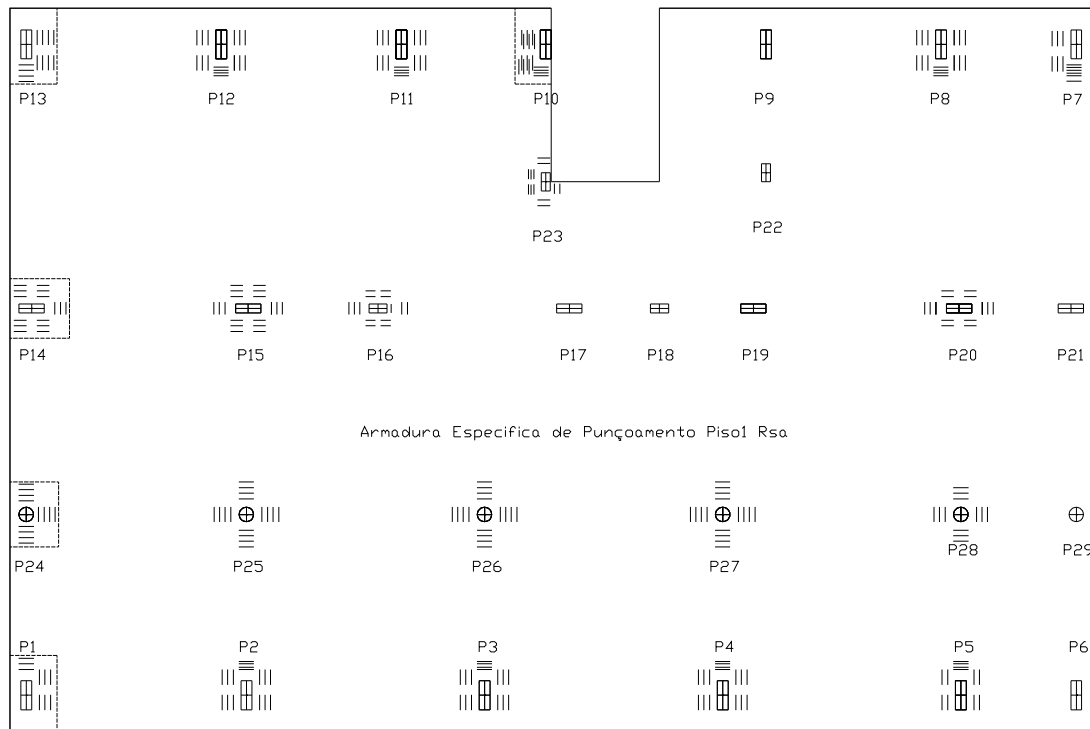 P13 P12 P11 P10 P9 P8 P7
P23 P22
P14 P15 P16 P17 P18 P19 P20 P21
Armadura Especifica de Punçoamento Piso1 Rsa
P24 P25 P26 P27 P28 P29
P1 P2 P3 P4 P5 P6